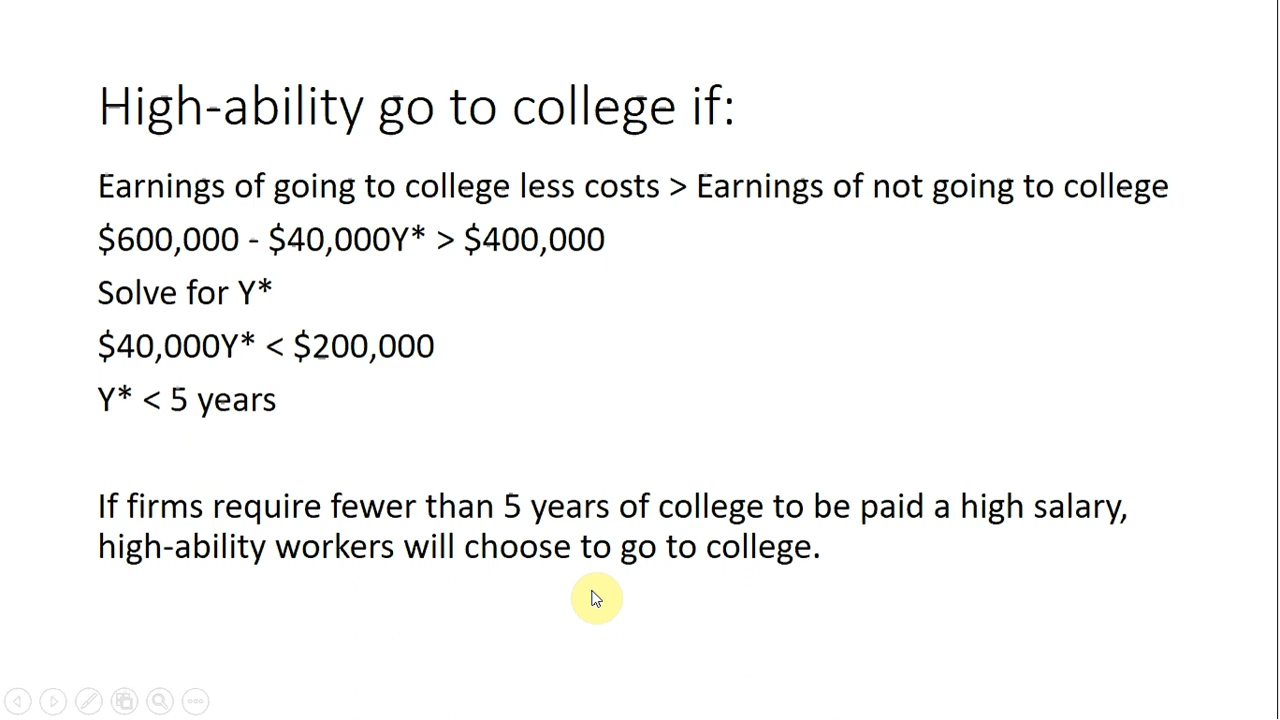 High-ability go to college if:
Earnings of going to college less costs > Earnings of not going to college
$600,000 - $40,000Y* > $400,000
Solve for Y*
$40,000Y* < $200,000
Y* < 5 years
If firms require fewer than 5 years of college to be paid a high salary,
high-ability workers will choose to go to college.